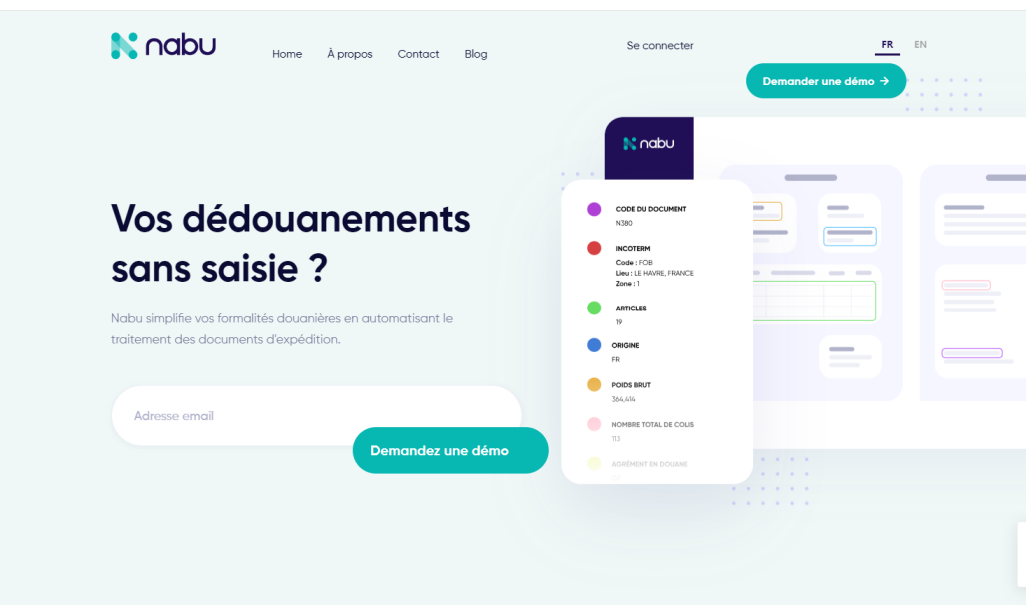 nabu
Home À propos Contact Blog
Se connecter
FR EN
Demander une démo →
nabu
Vos dédouanements
sans saisie ?
Nabu simplifie vos formalités douanières en automatisant le
traitement des documents d'expédition.
Adresse email
Demandez une démo
CODE DU DOCUMENT
N380
INCOTERM
Code : FOB
Lieu : LE HAVRE, FRANCE
Zone : 1
ARTICLES
19
ORIGINE
FR
POIDS BRUT
364,414
NOMBRE TOTAL DE COLIS
113
AGRÉMENT EN DOUANE